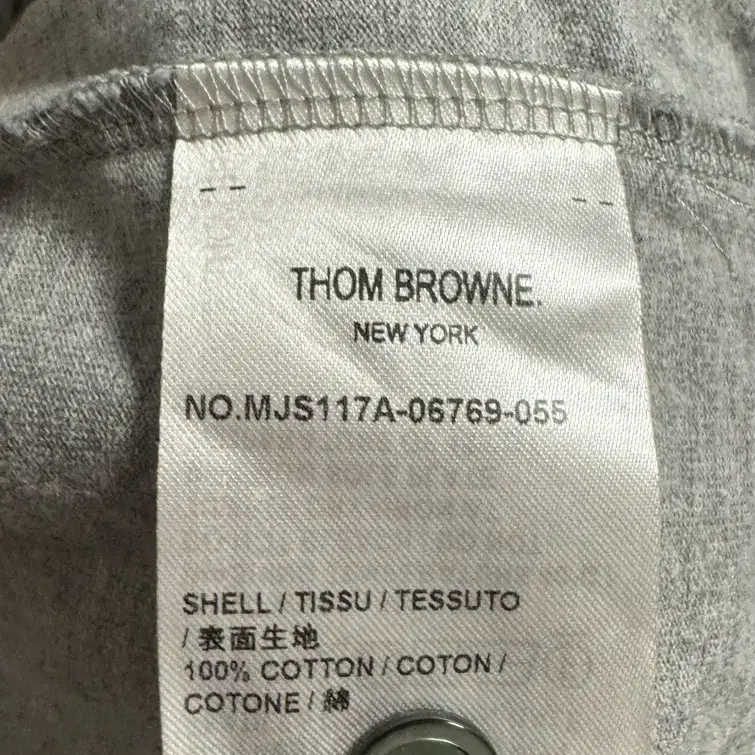 THOM BROWNE.
NEW YORK
NO.MJS117A-06769-055
SHELL / TISSU / TESSUTO
/ 表面生地
100% COTTON / COTON /
COTONE / 綿